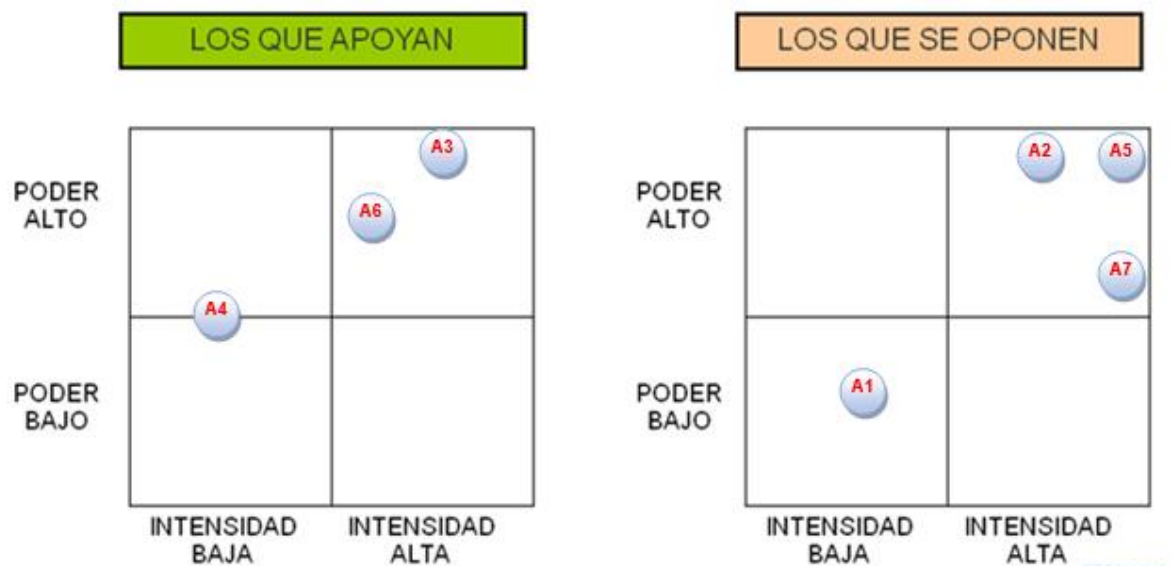 LOS QUE APOYAN
LOS QUE SE OPONEN
PODER
ALTO
A3
A6
A4
PODER
BAJO
INTENSIDAD
BAJA
INTENSIDAD
ALTA
PODER
ALTO
A2
A5
A7
PODER
BAJO
A1
INTENSIDAD
BAJA
INTENSIDAD
ALTA